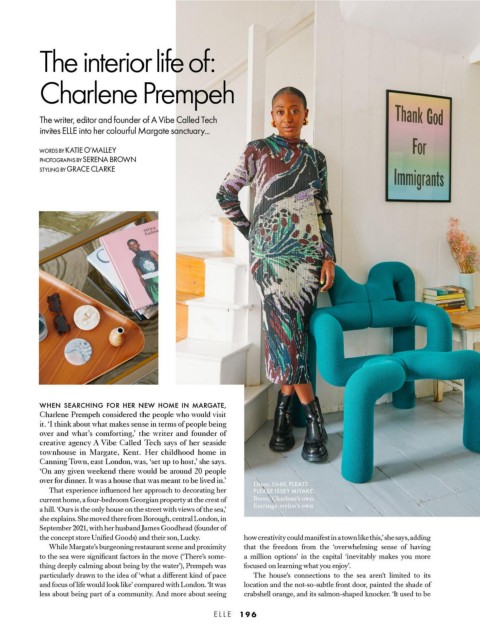 The interior life of:
Charlene Prempeh
The writer, editor and founder of A Vibe Called Tech
invites ELLE into her colourful Margate sanctuary...
WORDS BY KATIE O'MALLEY
PHOTOGRAPHS BY SERENA BROWN
STYLING BY GRACE CLARKE
Thank God
For
Immigrants
WHEN SEARCHING FOR HER NEW HOME IN MARGATE,
Charlene Prempeh considered the people who would visit
it. 'I think about what makes sense in terms of people being
over and what's comforting,' the writer and founder of
creative agency A Vibe Called Tech says of her seaside
townhouse in Margate, Kent. Her childhood home in
Canning Town, east London, was, 'set up to host,' she says.
'On any given weekend there would be around 20 people
over for dinner. It was a house that was meant to be lived in.'
That experience influenced her approach to decorating her
current home, a four-bedroom Georgian property at the crest of
a hill. 'Ours is the only house on the street with views of the sea,'
she explains. She moved there from Borough, central London, in
September 2021, with her husband James Goodhead (founder of
the concept store Unified Goods) and their son, Lucky.
While Margate's burgeoning restaurant scene and proximity
to the sea were significant factors in the move ('There's some-
thing deeply calming about being by the water'), Prempeh was
particularly drawn to the idea of 'what a different kind of pace
and focus of life would look like' compared with London. 'It was
less about being part of a community. And more about seeing
Dress, £640, PLEATS
PLEASE ISSEY MIYAKE.
Boots, Charlene's own.
Earrings, stylist's own
how creativity could manifest in a town like this,' she says, adding
that the freedom from the 'overwhelming sense of having
a million options' in the capital 'inevitably makes you more
focused on learning what you enjoy'.
The house's connections to the sea aren't limited to its
location and the not-so-subtle front door, painted the shade of
crabshell orange, and its salmon-shaped knocker. 'It used to be
ELLE 196